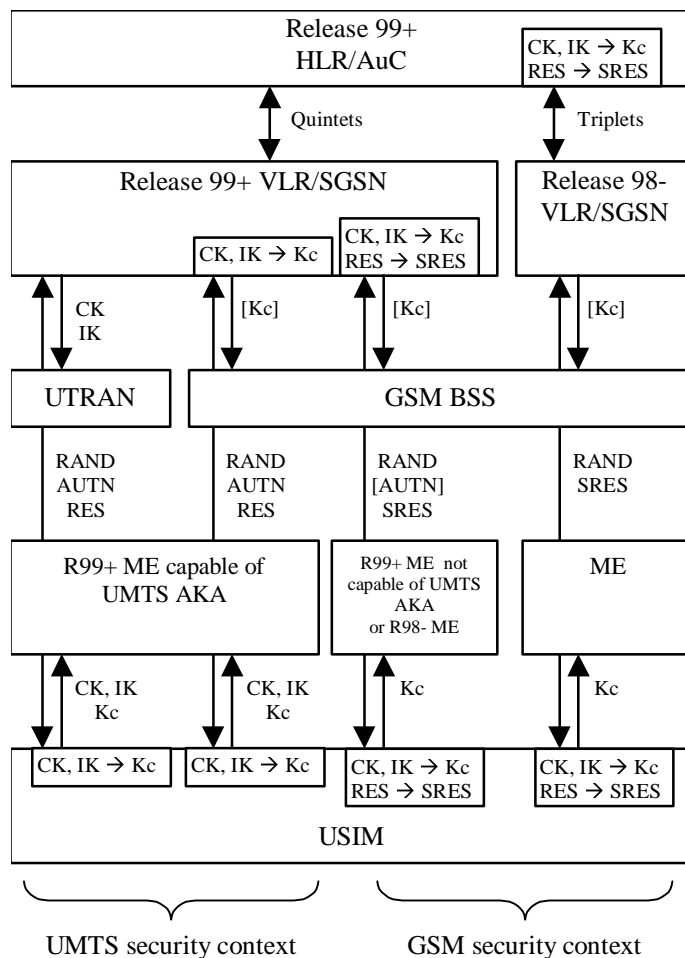 Release 99+
HLR/AuC
CK, IK → Kc
RES → SRES
Quintets
Triplets
Release 99+ VLR/SGSN
CK, IK → Kc
CK, IK → Kc
RES → SRES
Release 98-
VLR/SGSN
CK
IK
[Kc]
[Kc]
[Kc]
UTRAN
GSM BSS
RAND
AUTN
RES
RAND
AUTN
RES
RAND
[AUTN]
SRES
RAND
SRES
R99+ ME capable of
UMTS AKA
R99+ ME not
capable of UMTS
AKA
or R98- ME
ME
CK, IK
Kc
CK, IK
Kc
Kc
Kc
CK, IK → Kc
CK, IK → Kc
CK, IK → Kc
RES → SRES
CK, IK → Kc
RES → SRES
USIM
UMTS security context
GSM security context